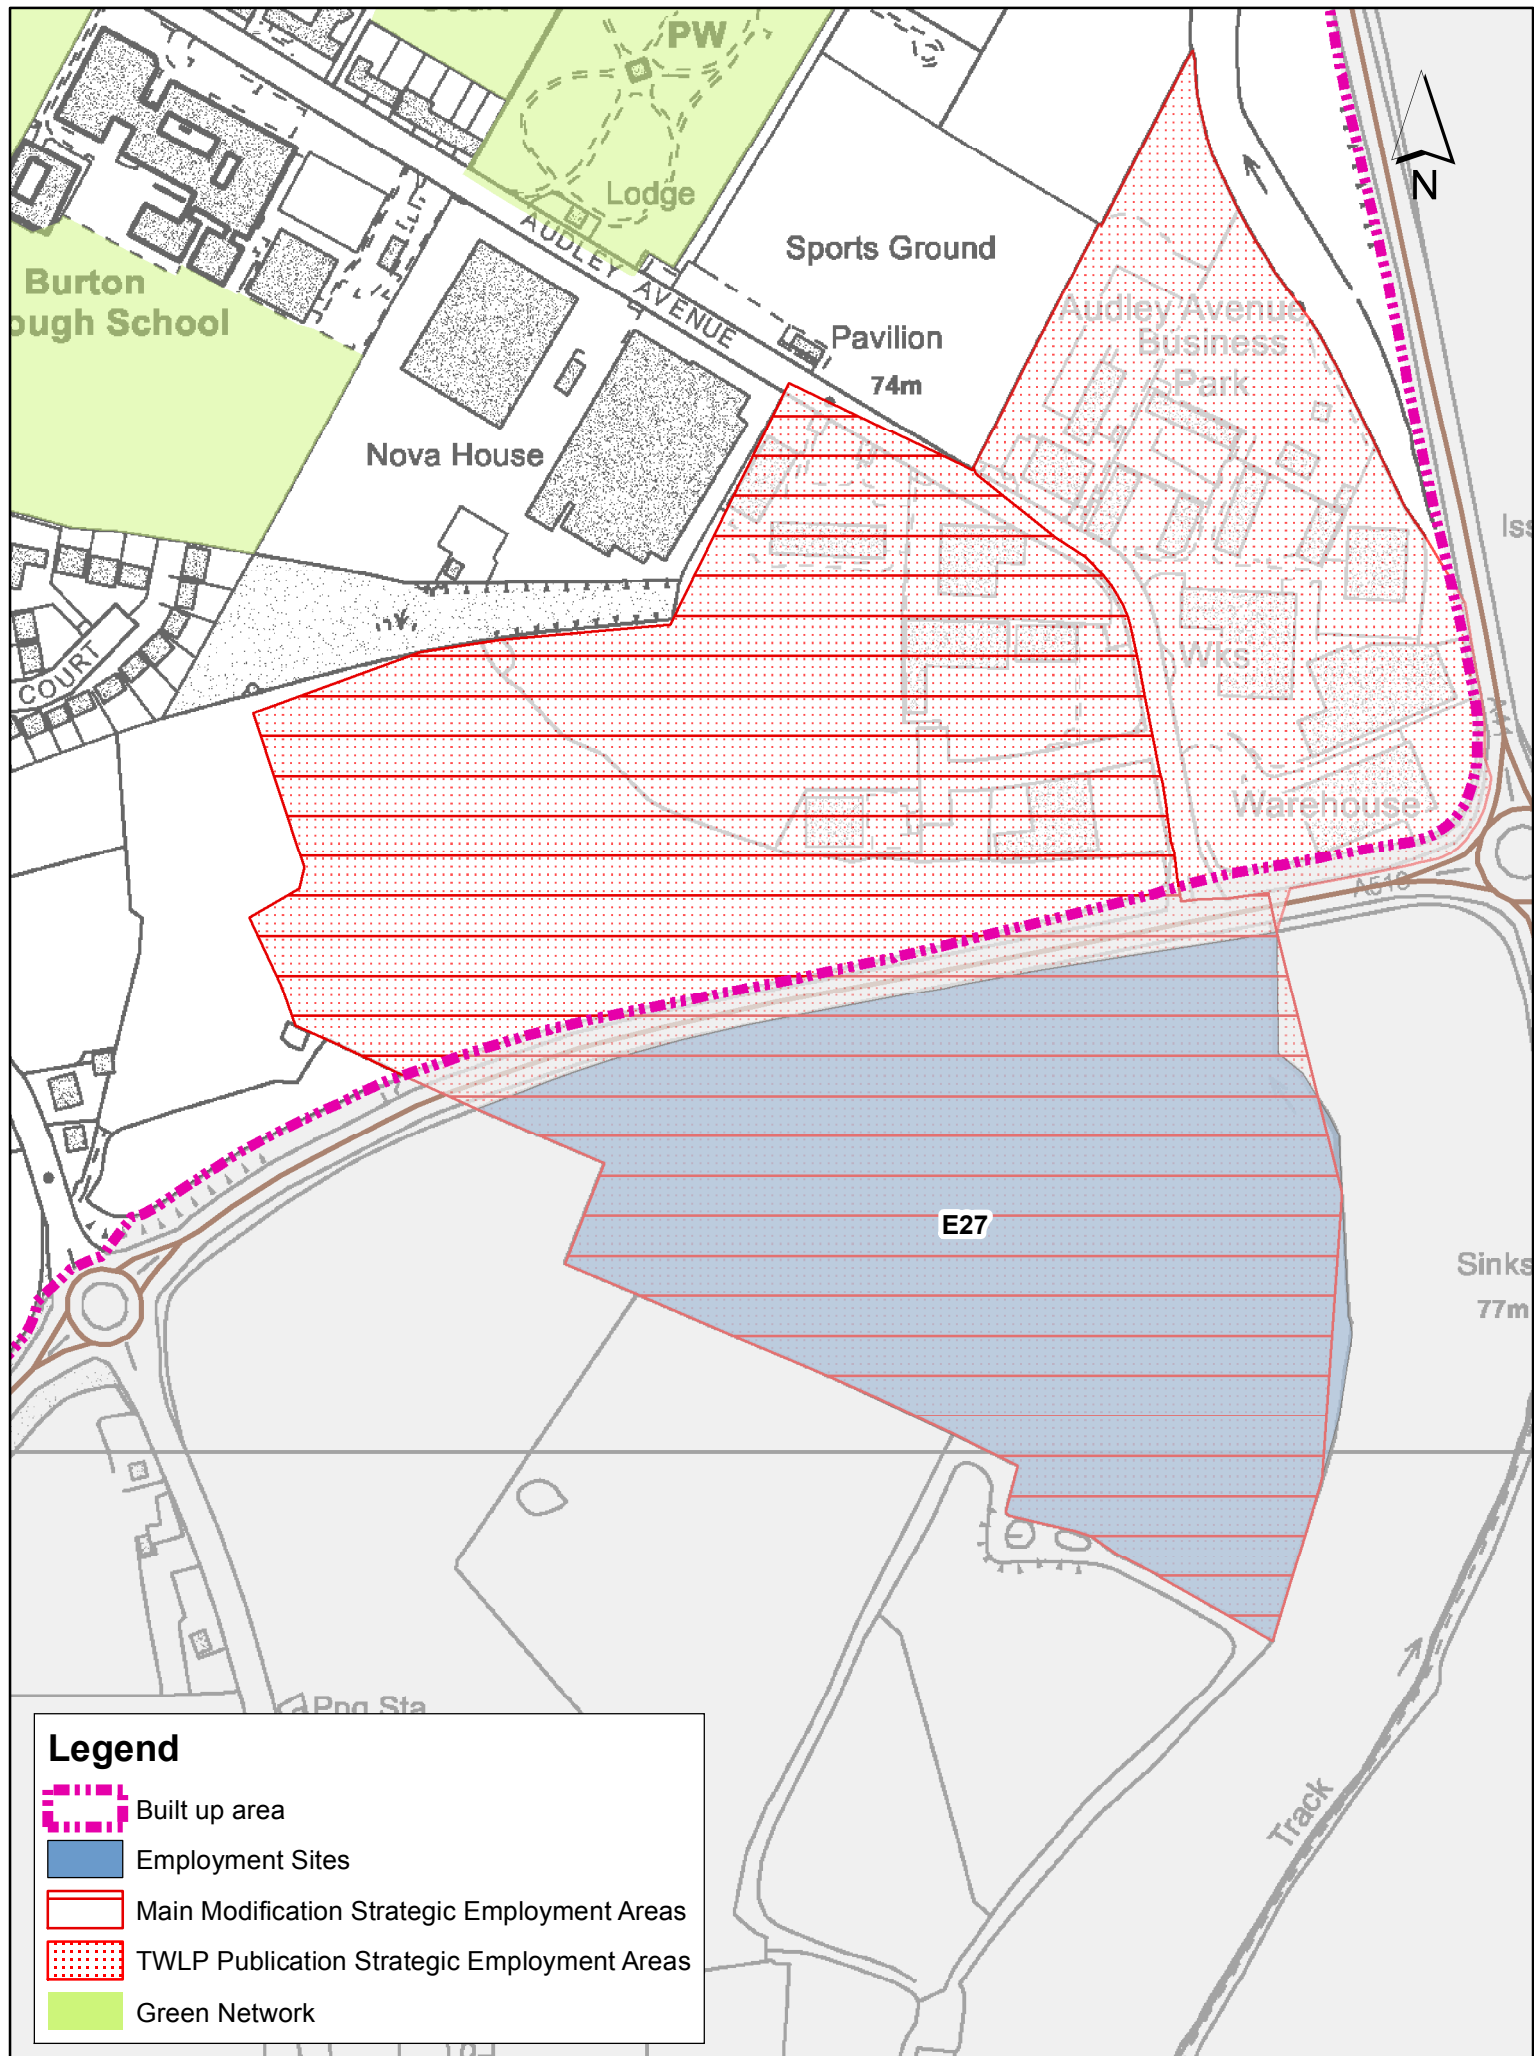 PW
N
Lodge
AUDLEY AVENUE
Sports Ground
Burton
ough School
Pavilion
74m
Audley Avenue
Business
Park
Nova House
COURT
Wks
Warehouse
A518
E27
Sinks
77m
Png Sta
Track
Legend
Built up area
Employment Sites
Main Modification Strategic Employment Areas
TWLP Publication Strategic Employment Areas
Green Network